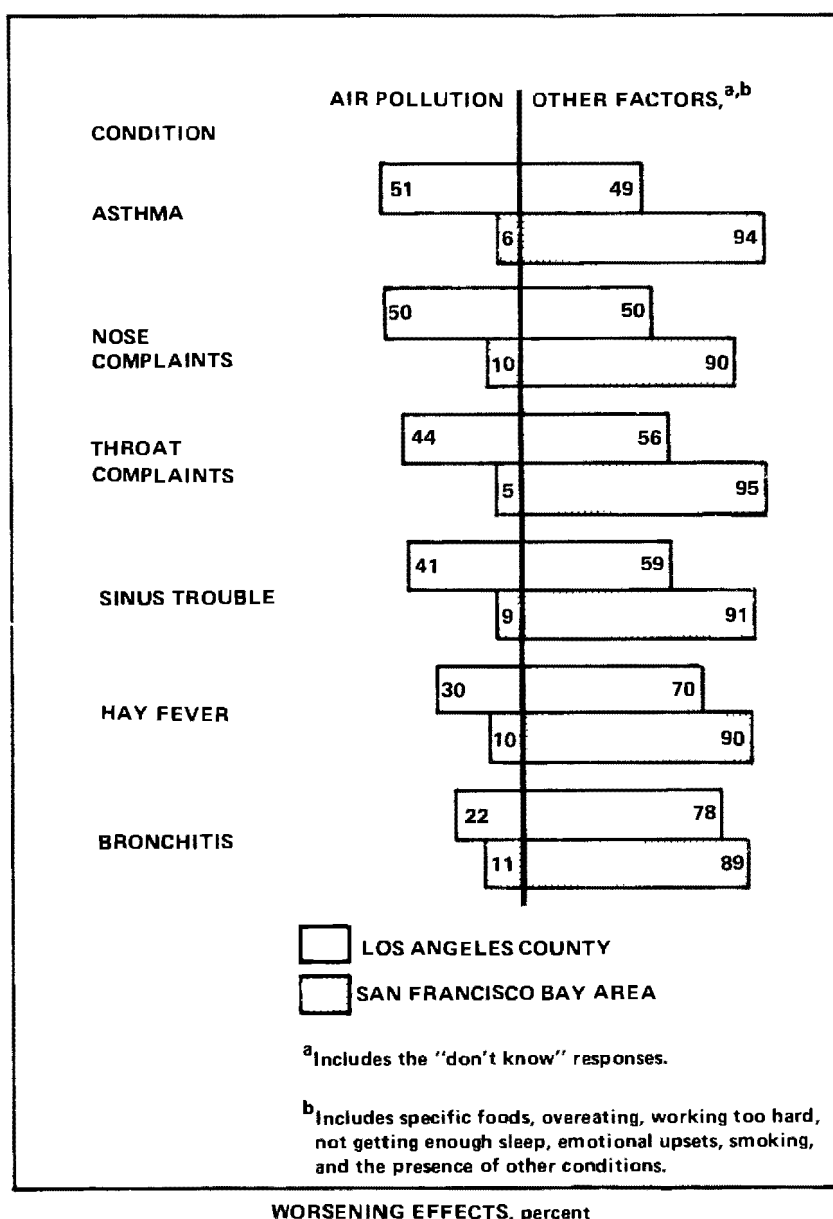 AIR POLLUTION OTHER FACTORS,a,b
CONDITION
51 49
ASTHMA
6 94
50 50
NOSE
COMPLAINTS
10 90
44 56
THROAT
COMPLAINTS
5 95
41 59
SINUS TROUBLE
9 91
30 70
HAY FEVER
10 90
22 78
BRONCHITIS
11 89
LOS ANGELES COUNTY
SAN FRANCISCO BAY AREA
aIncludes the "don't know" responses.
bIncludes specific foods, overeating, working too hard,
not getting enough sleep, emotional upsets, smoking,
and the presence of other conditions.
WORSENING EFFECTS, percent